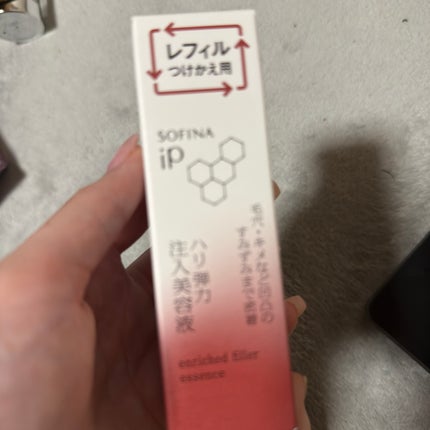 レフィル
つけかえ用
SOFINA
iP
毛穴・キメなど凹凸の
すみずみまで密着
ハリ弾力
注入美容液
enriched filler
essence